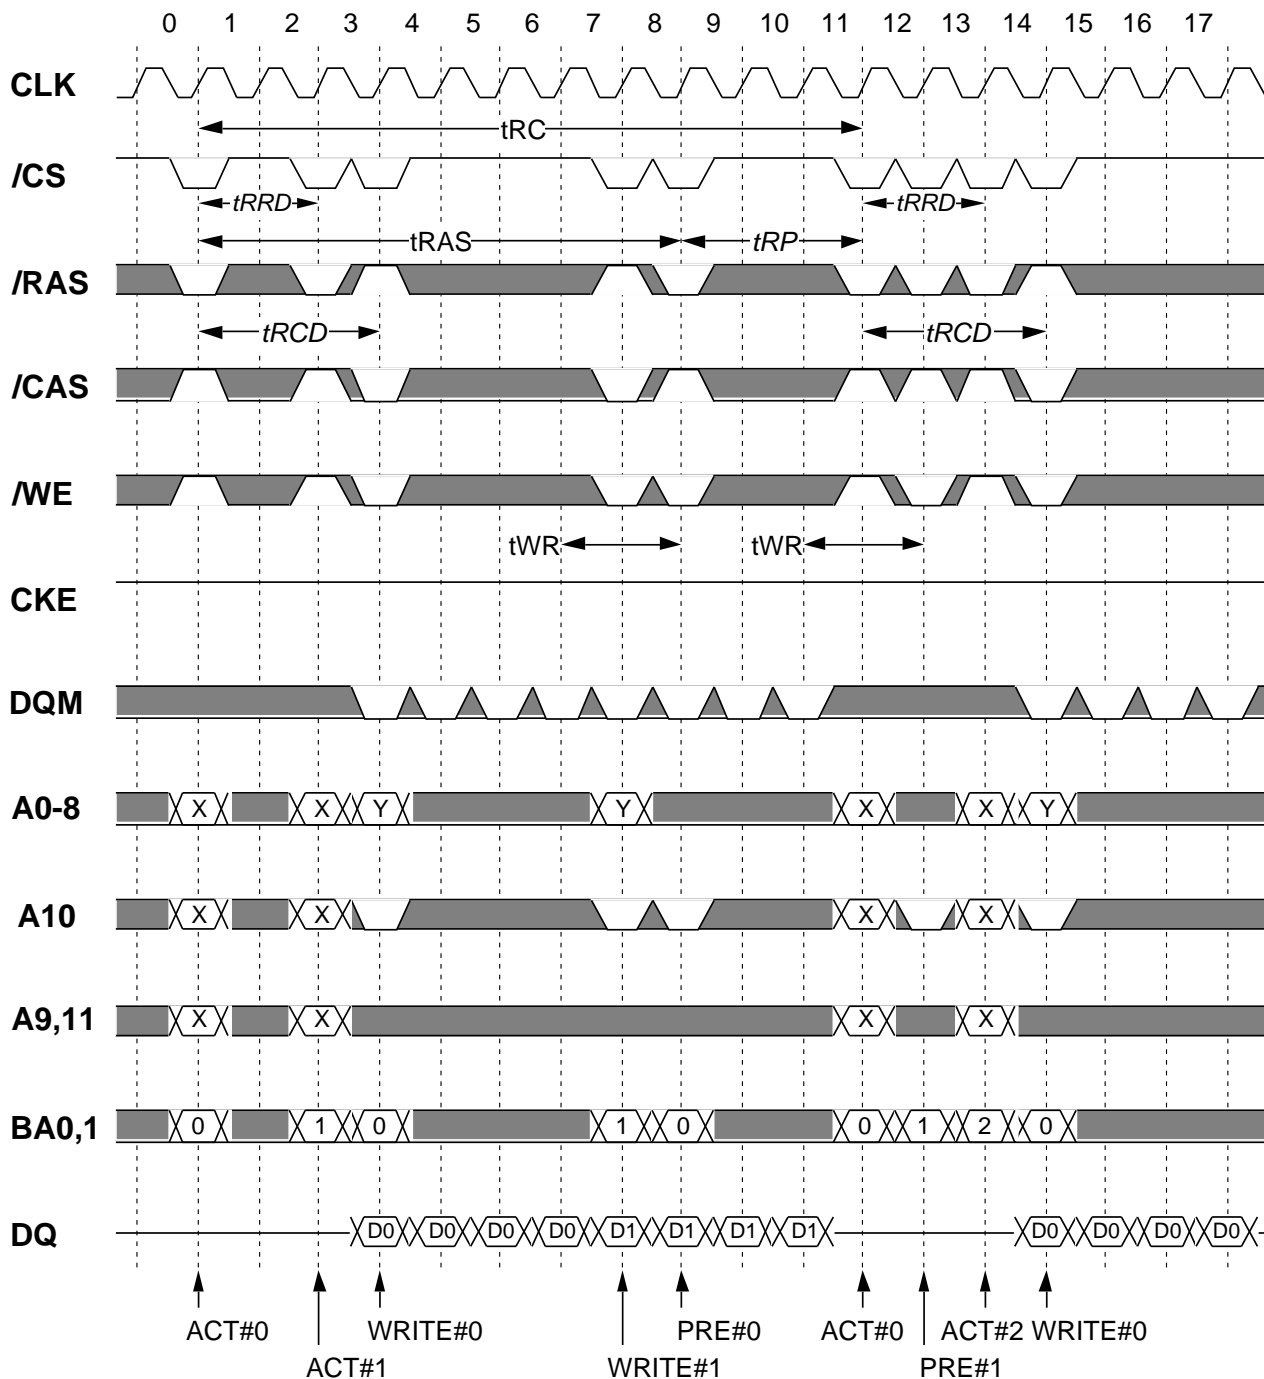 0 1 2 3 4 5 6 7 8 9 10 11 12 13 14 15 16 17
CLK
tRC
/CS
tRRD tRRD
tRAS tRP
/RAS
tRCD tRCD
/CAS
/WE
tWR tWR
CKE
DQM
A0-8 X X Y Y X X Y
A10 X X X X
A9,11 X X X X
BA0,1 0 1 0 1 0 0 1 2 0
DQ D0 D0 D0 D0 D1 D1 D1 D1 D0 D0 D0 D0
ACT#0 WRITE#0 PRE#0 ACT#0 ACT#2 WRITE#0
ACT#1 WRITE#1 PRE#1